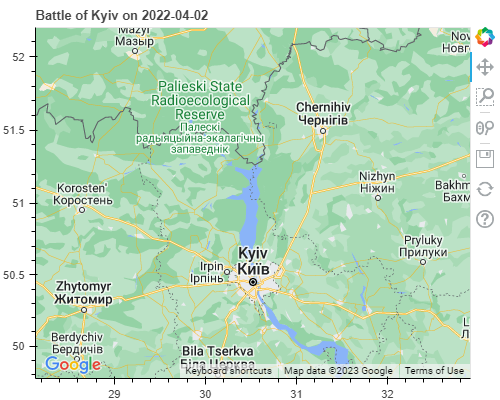 Battle of Kyiv on 2022-04-02
Mazyr
Мазыр
Nov
Новг
Palieski State
Radioecological
Reserve
Палескі
радыяцыйна-экалагічны
запаведнік
Chernihiv
Чернігів
Korosten'
Коростень
Nizhyn
Ніжин
Bakhm
Бахм
Kyiv
Київ
Irpin
Ірпінь
Pryluky
Прилуки
Zhytomyr
Житомир
Berdychiv
Бердичів
Bila Tserkva
Біла Церква
L
Google
Keyboard shortcuts
Map data ©2023 Google
Terms of Use
52
51.5
51
50.5
50
29
30
31
32